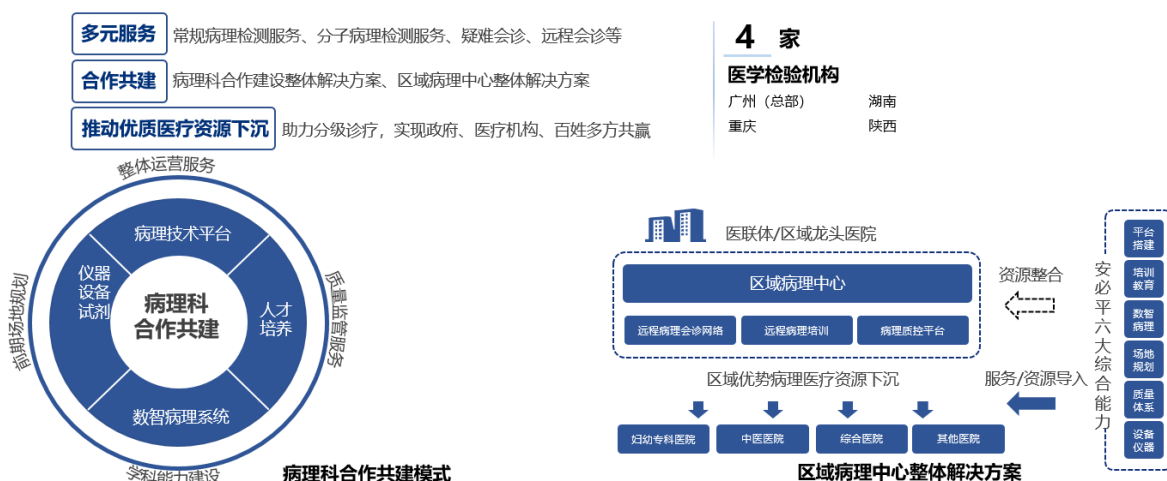 多元服务 常规病理检测服务、分子病理检测服务、疑难会诊、远程会诊等
合作共建 病理科合作建设整体解决方案、区域病理中心整体解决方案
推动优质医疗资源下沉 助力分级诊疗，实现政府、医疗机构、百姓多方共赢
4 家
医学检验机构
广州（总部） 湖南
重庆 陕西
整体运营服务
前期场地规划
质量监管服务
学科能力建设
病理技术平台
仪器
设备
试剂
人才
培养
数智病理系统
病理科
合作共建
病理科合作共建模式
医联体/区域龙头医院
区域病理中心
远程病理会诊网络 远程病理培训 病理质控平台
区域优势病理医疗资源下沉
妇幼专科医院 中医医院 综合医院 其他医院
区域病理中心整体解决方案
资源整合
服务/资源导入
安必平六大综合能力
平台
搭建
培训
教育
数智
病理
场地
规划
质量
体系
设备
仪器